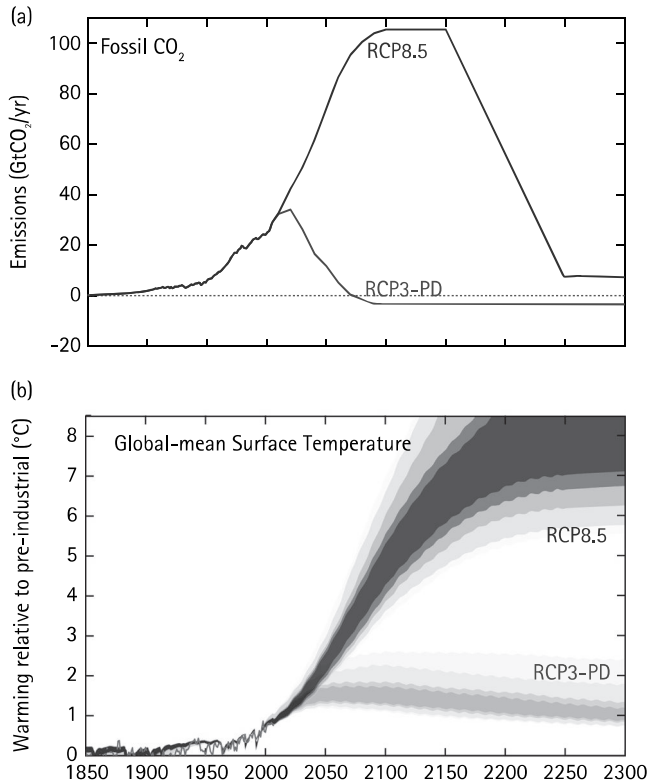 (a)
Fossil CO₂
RCP8.5
RCP3-PD
Emissions (GtCO₂/yr)
100
80
60
40
20
0
-20
(b)
Global-mean Surface Temperature
RCP8.5
RCP3-PD
Warming relative to pre-industrial (°C)
8
7
6
5
4
3
2
1
0
1850 1900 1950 2000 2050 2100 2150 2200 2250 2300